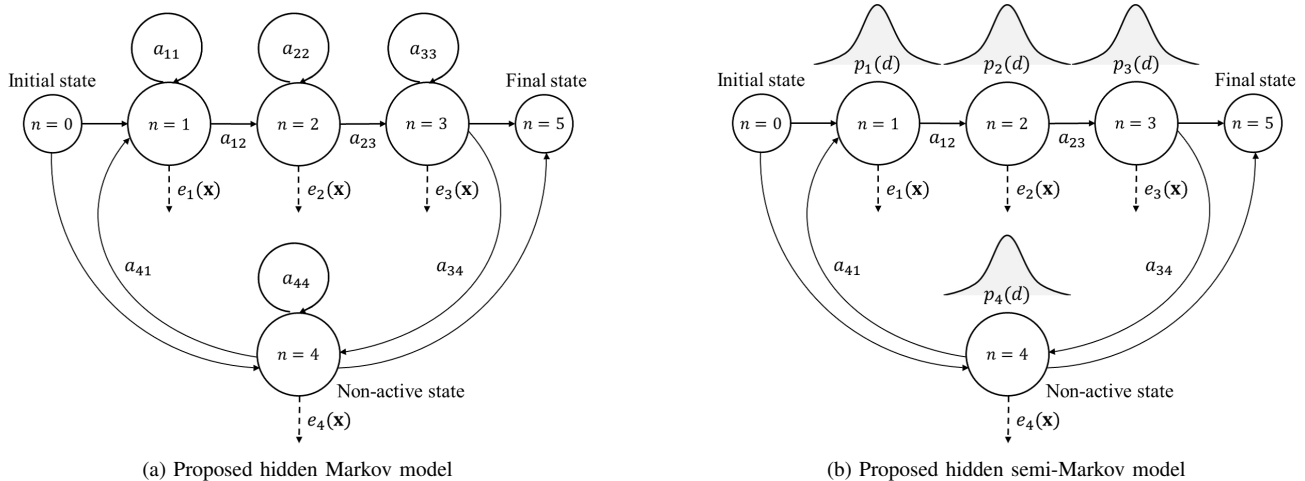 a₁₁ a₂₂ a₃₃
Initial state Final state
n = 0 n = 1 n = 2 n = 3 n = 5
a₁₂ a₂₃
e₁(𝐱) e₂(𝐱) e₃(𝐱)
a₄₁ a₄₄ a₃₄
n = 4
Non-active state
e₄(𝐱)
(a) Proposed hidden Markov model
p₁(d) p₂(d) p₃(d)
Initial state Final state
n = 0 n = 1 n = 2 n = 3 n = 5
a₁₂ a₂₃
e₁(𝐱) e₂(𝐱) e₃(𝐱)
a₄₁ a₃₄
p₄(d)
n = 4
Non-active state
e₄(𝐱)
(b) Proposed hidden semi-Markov model